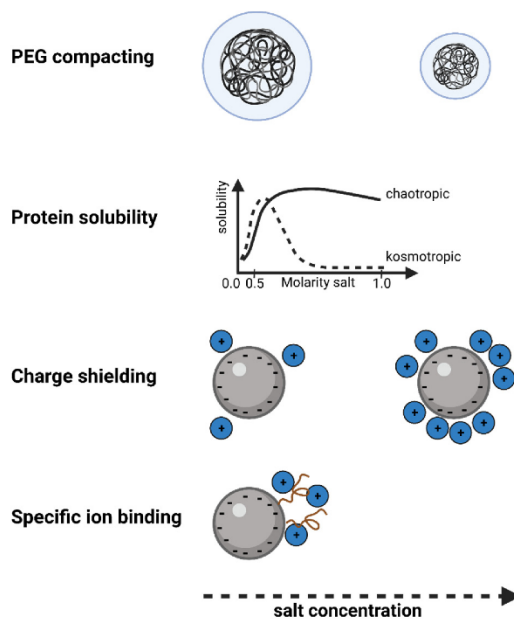 PEG compacting
Protein solubility
solubility
chaotropic
kosmotropic
0.0 0.5 Molarity salt 1.0
Charge shielding
+ +
+
- - - - - - - - - - - -
+ + + + + + + + +
- - - - - - - - - - - -
Specific ion binding
+ + +
- - - - - - - - - - - -
salt concentration